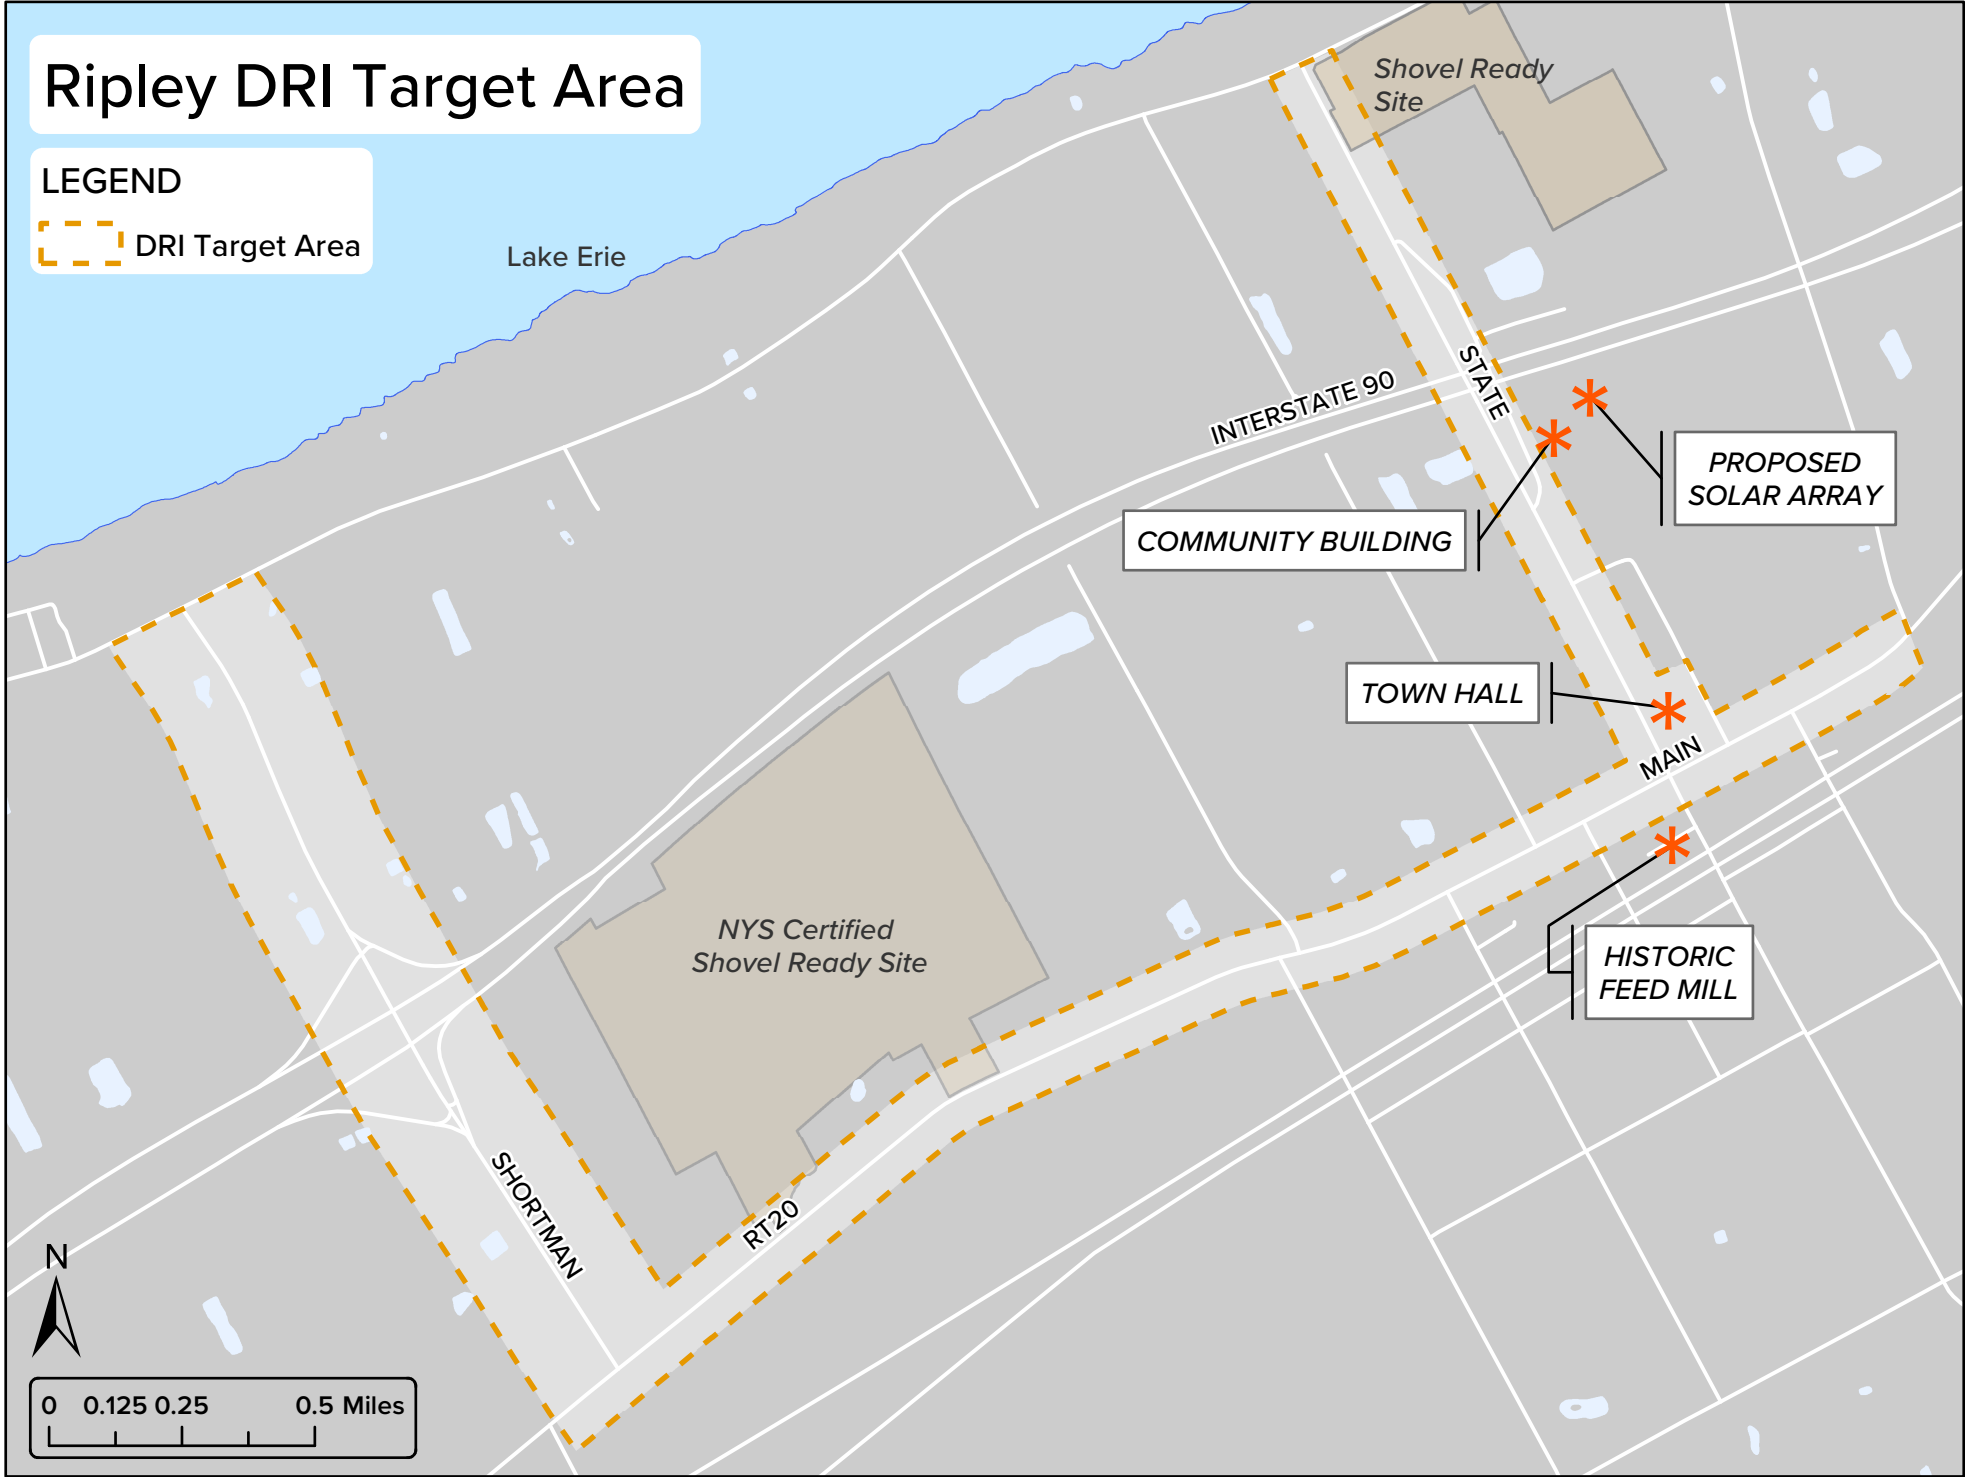 Ripley DRI Target Area
LEGEND
DRI Target Area
Lake Erie
Shovel Ready
Site
INTERSTATE 90
STATE
PROPOSED
SOLAR ARRAY
COMMUNITY BUILDING
TOWN HALL
MAIN
NYS Certified
Shovel Ready Site
HISTORIC
FEED MILL
SHORTMAN
RT20
N
0 0.125 0.25 0.5 Miles